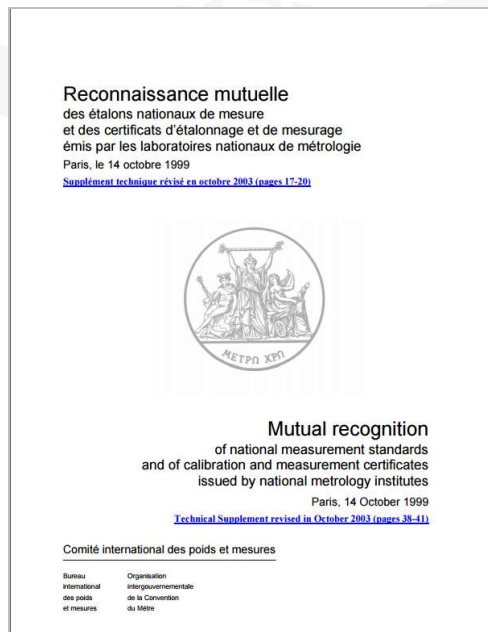 Reconnaissance mutuelle
des étalons nationaux de mesure
et des certificats d'étalonnage et de mesurage
émis par les laboratoires nationaux de métrologie
Paris, le 14 octobre 1999
Supplément technique révisé en octobre 2003 (pages 17-20)
ΜΕΤΡΩ ΧΡΩ
Mutual recognition
of national measurement standards
and of calibration and measurement certificates
issued by national metrology institutes
Paris, 14 October 1999
Technical Supplement revised in October 2003 (pages 38-41)
Comité international des poids et mesures
Bureau
international
des poids
et mesures
Organisation
intergouvernementale
de la Convention
du Mètre